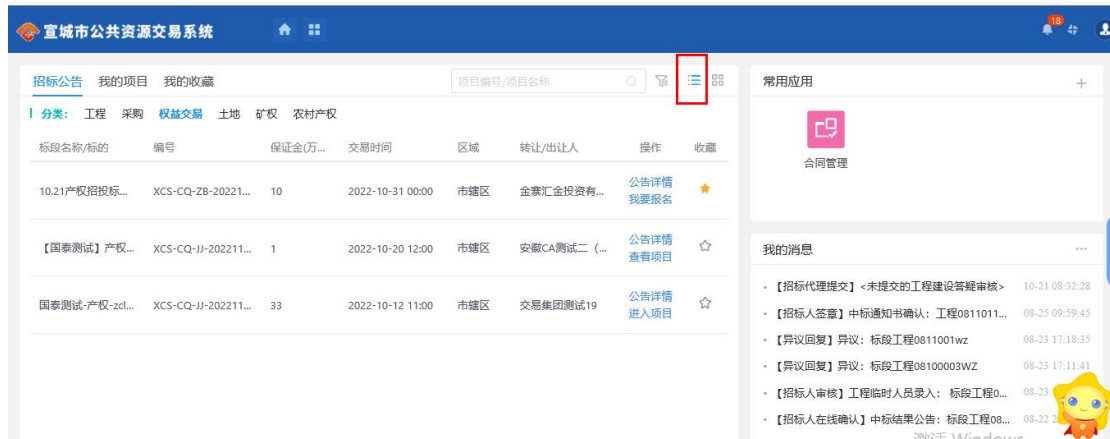 宣城市公共资源交易系统
18
招标公告 我的项目 我的收藏
项目编号/项目名称
分类： 工程 采购 权益交易 土地 矿权 农村产权
标段名称/标的 编号 保证金(万... 交易时间 区域 转让/出让人 操作 收藏
10.21产权招投标... XCS-CQ-ZB-20221... 10 2022-10-31 00:00 市辖区 金寨汇金投资有... 公告详情
我要报名
【国泰测试】产权... XCS-CQ-JJ-202211... 1 2022-10-20 12:00 市辖区 安徽CA测试二（... 公告详情
查看项目
国泰测试-产权-zcl... XCS-CQ-JJ-202211... 33 2022-10-12 11:00 市辖区 交易集团测试19 公告详情
进入项目
常用应用
合同管理
我的消息
【招标代理提交】<未提交的工程建设答疑审核> 10-21 08:32:28
【招标人签章】中标通知书确认：工程0811011... 08-25 09:59:45
【异议回复】异议：标段工程0811001wz 08-23 17:18:35
【异议回复】异议：标段工程08100003WZ 08-23 17:11:41
【招标人审核】工程临时人员录入： 标段工程0... 08-23
【招标人在线确认】中标结果公告：标段工程08... 08-22
激活 Windows